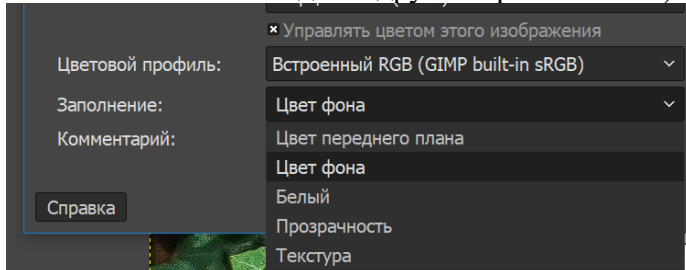 Управлять цветом этого изображения
Цветовой профиль: Встроенный RGB (GIMP built-in sRGB)
Заполнение: Цвет фона
Комментарий: Цвет переднего плана
Цвет фона
Белый
Справка
Прозрачность
Текстура